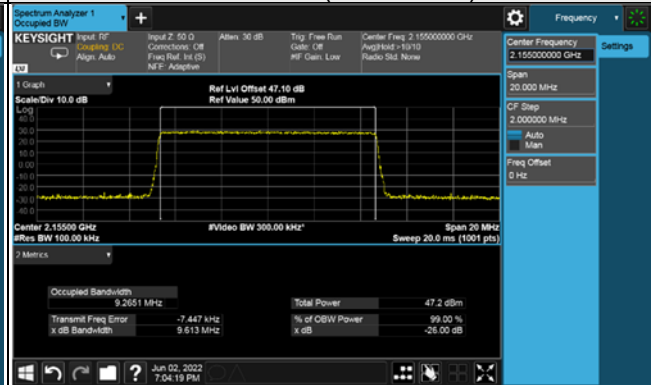 Spectrum Analyzer 1
Occupied BW
+
Frequency
KEYSIGHT Input: RF
Coupling: DC
Align: Auto
Input Z: 50 Ω
Corrections: Off
Freq Ref: Int (S)
NFE: Adaptive
Atten: 36 dB
Trig: Free Run
Gate: Off
#IF Gain: Low
Center Freq: 2.155000000 GHz
Avg|Hold:>10/10
Radio Std: None
Center Frequency
2.155000000 GHz
Settings
Span
20.000 MHz
CF Step
2.000000 MHz
Auto
Man
Freq Offset
0 Hz
1 Graph
Scale/Div 10.0 dB
Ref Lvl Offset 47.10 dB
Ref Value 50.00 dBm
Log
40.0
30.0
20.0
10.0
0.00
-10.0
-20.0
-30.0
-40.0
Center 2.15500 GHz
#Res BW 100.00 kHz
#Video BW 300.00 kHz*
Span 20 MHz
Sweep 20.0 ms (1001 pts)
2 Metrics
Occupied Bandwidth
9.2651 MHz
Total Power 47.2 dBm
Transmit Freq Error -7.447 kHz
% of OBW Power 99.00 %
x dB Bandwidth 9.613 MHz
x dB -26.00 dB
?
Jun 02, 2022
7:04:19 PM